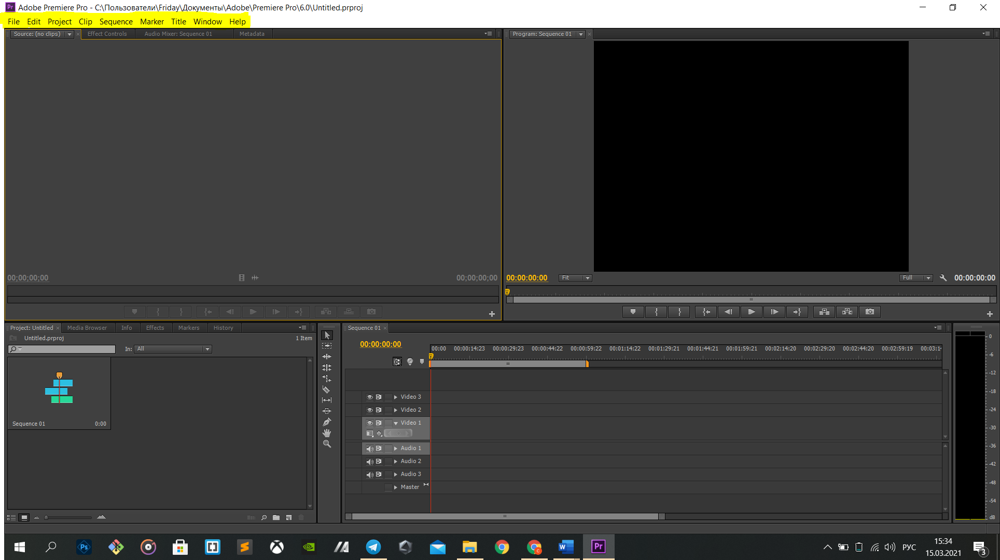 Pr Adobe Premiere Pro - C:\Пользователи\Friday\Документы\Adobe\Premiere Pro\6.0\Untitled.prproj
File Edit Project Clip Sequence Marker Title Window Help
Source: (no clips) Effect Controls Audio Mixer: Sequence 01 Metadata
Program: Sequence 01
00;00;00;00 00;00;00;00
00:00:00:00 Fit Full 00:00:00:00
Project: Untitled Media Browser Info Effects Markers History
Untitled.prproj 1 Item
In: All
Sequence 01 0:00
Sequence 01
00:00:00:00
00:00 00:00:14:23 00:00:29:23 00:00:44:22 00:00:59:22 00:01:14:22 00:01:29:21 00:01:44:21 00:01:59:21 00:02:14:20 00:02:29:20 00:02:44:20 00:02:59:19 00:03:14
Video 3
Video 2
Video 1
Audio 1
Audio 2
Audio 3
Master
0
-6
-12
-18
-24
-30
-36
-42
-48
-54
dB
Ps C W Pr РУС
15:34
15.03.2021
3